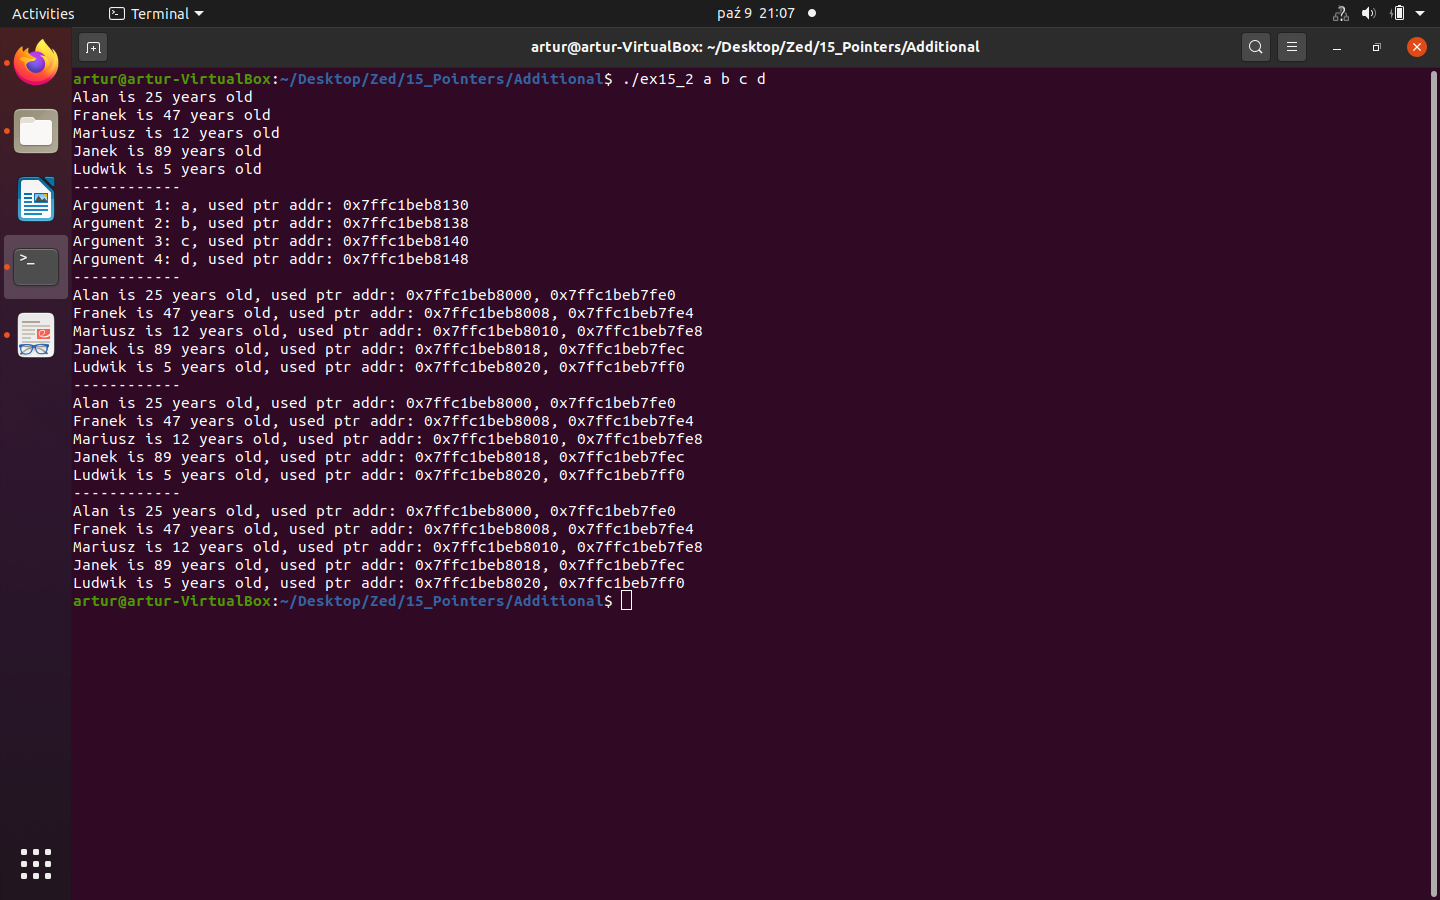 Activities
Terminal
paź 9 21:07
artur@artur-VirtualBox: ~/Desktop/Zed/15_Pointers/Additional
artur@artur-VirtualBox:~/Desktop/Zed/15_Pointers/Additional$ ./ex15_2 a b c d
Alan is 25 years old
Franek is 47 years old
Mariusz is 12 years old
Janek is 89 years old
Ludwik is 5 years old
------------
Argument 1: a, used ptr addr: 0x7ffc1beb8130
Argument 2: b, used ptr addr: 0x7ffc1beb8138
Argument 3: c, used ptr addr: 0x7ffc1beb8140
Argument 4: d, used ptr addr: 0x7ffc1beb8148
------------
Alan is 25 years old, used ptr addr: 0x7ffc1beb8000, 0x7ffc1beb7fe0
Franek is 47 years old, used ptr addr: 0x7ffc1beb8008, 0x7ffc1beb7fe4
Mariusz is 12 years old, used ptr addr: 0x7ffc1beb8010, 0x7ffc1beb7fe8
Janek is 89 years old, used ptr addr: 0x7ffc1beb8018, 0x7ffc1beb7fec
Ludwik is 5 years old, used ptr addr: 0x7ffc1beb8020, 0x7ffc1beb7ff0
------------
Alan is 25 years old, used ptr addr: 0x7ffc1beb8000, 0x7ffc1beb7fe0
Franek is 47 years old, used ptr addr: 0x7ffc1beb8008, 0x7ffc1beb7fe4
Mariusz is 12 years old, used ptr addr: 0x7ffc1beb8010, 0x7ffc1beb7fe8
Janek is 89 years old, used ptr addr: 0x7ffc1beb8018, 0x7ffc1beb7fec
Ludwik is 5 years old, used ptr addr: 0x7ffc1beb8020, 0x7ffc1beb7ff0
------------
Alan is 25 years old, used ptr addr: 0x7ffc1beb8000, 0x7ffc1beb7fe0
Franek is 47 years old, used ptr addr: 0x7ffc1beb8008, 0x7ffc1beb7fe4
Mariusz is 12 years old, used ptr addr: 0x7ffc1beb8010, 0x7ffc1beb7fe8
Janek is 89 years old, used ptr addr: 0x7ffc1beb8018, 0x7ffc1beb7fec
Ludwik is 5 years old, used ptr addr: 0x7ffc1beb8020, 0x7ffc1beb7ff0
artur@artur-VirtualBox:~/Desktop/Zed/15_Pointers/Additional$